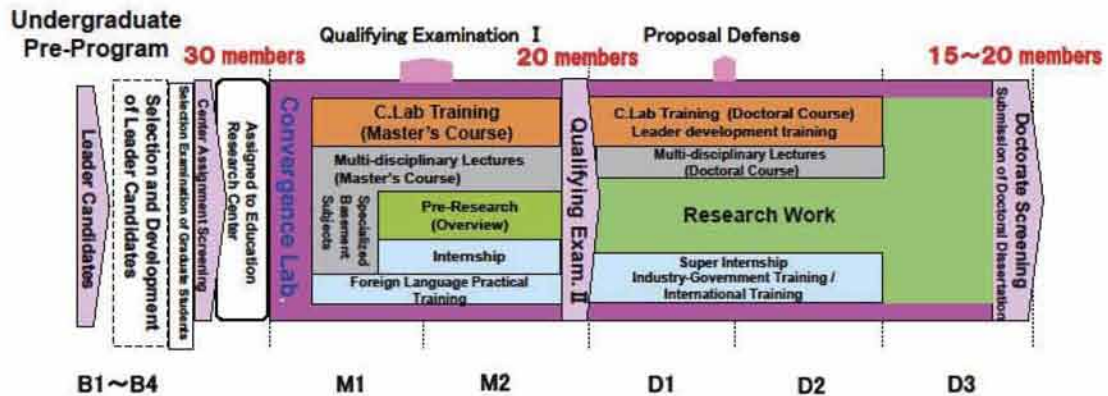 Undergraduate
Pre-Program
30 members
Qualifying Examination Ⅰ
20 members
Proposal Defense
15～20 members
Leader Candidates
Selection and Development
of Leader Candidates
Selection Examination of Graduate Students
Center Assignment Screening
Assigned to Education
Research Center
Convergence Lab.
C.Lab Training
(Master's Course)
Multi-disciplinary Lectures
(Master's Course)
Specialized
Basement
Subjects
Pre-Research
(Overview)
Internship
Foreign Language Practical
Training
Qualifying Exam. Ⅱ
C.Lab Training (Doctoral Course)
Leader development training
Multi-disciplinary Lectures
(Doctoral Course)
Research Work
Super Internship
Industry-Government Training /
International Training
Submission of Doctoral Dissertation
Doctorate Screening
B1～B4
M1
M2
D1
D2
D3